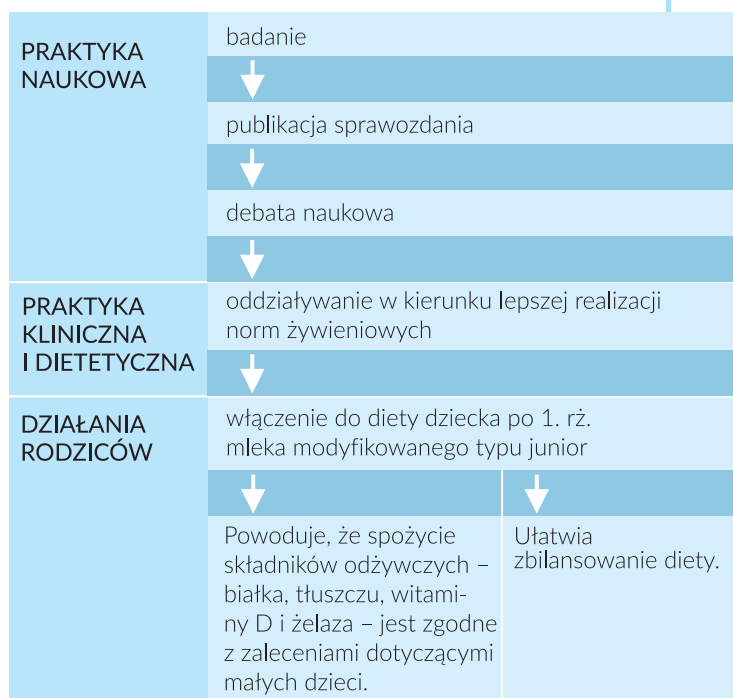 PRAKTYKA
NAUKOWA
badanie
publikacja sprawozdania
debata naukowa
PRAKTYKA
KLINICZNA
I DIETETYCZNA
oddziaływanie w kierunku lepszej realizacji
norm żywieniowych
DZIAŁANIA
RODZICÓW
włączenie do diety dziecka po 1. rż.
mleka modyfikowanego typu junior
Powoduje, że spożycie
składników odżywczych –
białka, tłuszczu, witami-
ny D i żelaza – jest zgodne
z zaleceniami dotyczącymi
małych dzieci.
Ułatwia
zbilansowanie diety.